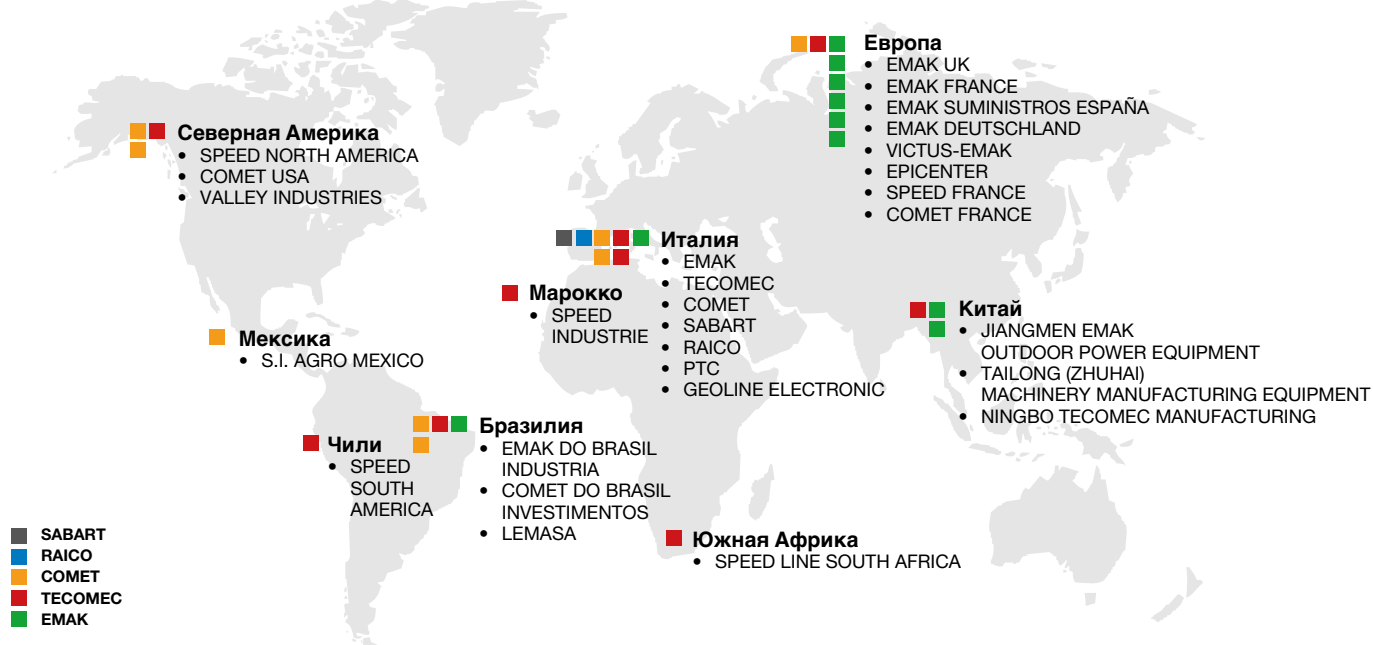 Европа
• EMAK UK
• EMAK FRANCE
• EMAK SUMINISTROS ESPAÑA
• EMAK DEUTSCHLAND
• VICTUS-EMAK
• EPICENTER
• SPEED FRANCE
• COMET FRANCE
Северная Америка
• SPEED NORTH AMERICA
• COMET USA
• VALLEY INDUSTRIES
Италия
• EMAK
• TECOMEC
• COMET
• SABART
• RAICO
• PTC
• GEOLINE ELECTRONIC
Марокко
• SPEED
INDUSTRIE
Китай
• JIANGMEN EMAK
OUTDOOR POWER EQUIPMENT
• TAILONG (ZHUHAI)
MACHINERY MANUFACTURING EQUIPMENT
• NINGBO TECOMEC MANUFACTURING
Мексика
• S.I. AGRO MEXICO
Бразилия
• EMAK DO BRASIL
INDUSTRIA
• COMET DO BRASIL
INVESTIMENTOS
• LEMASA
Чили
• SPEED
SOUTH
AMERICA
Южная Африка
• SPEED LINE SOUTH AFRICA
SABART
RAICO
COMET
TECOMEC
EMAK